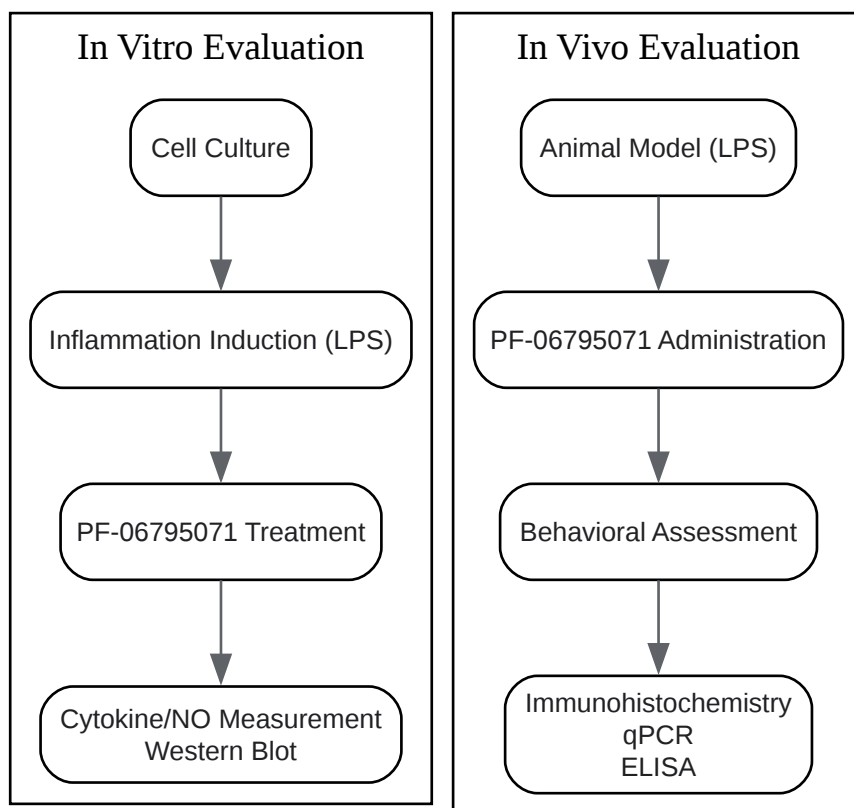 In Vitro Evaluation
Cell Culture
Inflammation Induction (LPS)
PF-06795071 Treatment
Cytokine/NO Measurement
Western Blot
In Vivo Evaluation
Animal Model (LPS)
PF-06795071 Administration
Behavioral Assessment
Immunohistochemistry
qPCR
ELISA